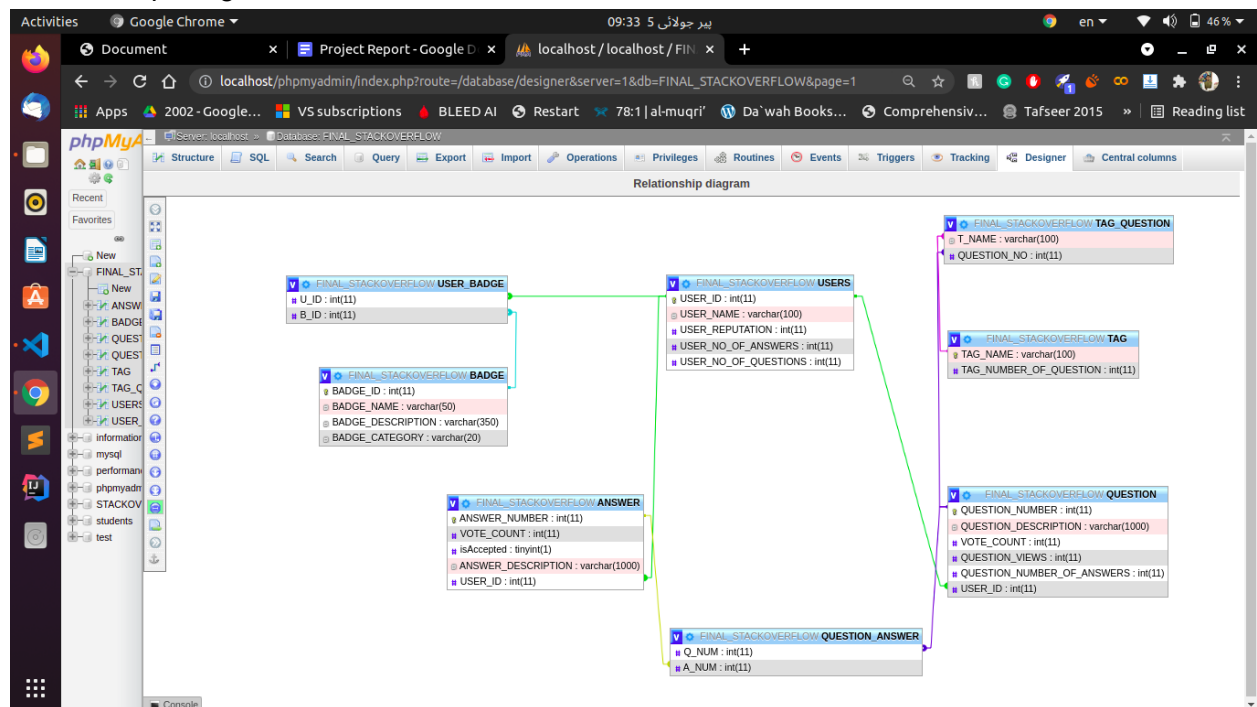 Activities Google Chrome ▾ پیر جولائی 5 09:33 en ▾ 46 % ▾
Document × Project Report - Google D × localhost / localhost / FIN × +
localhost/phpmyadmin/index.php?route=/database/designer&server=1&db=FINAL_STACKOVERFLOW&page=1
Apps 2002 - Google... VS subscriptions BLEED AI Restart 78:1 | al-muqri' Da`wah Books... Comprehensiv... Tafseer 2015 » Reading list
phpMyA
Server: localhost » Database: FINAL_STACKOVERFLOW
Structure SQL Search Query Export Import Operations Privileges Routines Events Triggers Tracking Designer Central columns
Relationship diagram
Recent
Favorites
New
FINAL_ST
New
ANSW
BADGE
QUEST
QUEST
TAG
TAG_Q
USERS
USER_
information
mysql
performan
phpmyadm
STACKOV
students
test
FINAL_STACKOVERFLOW USER_BADGE
U_ID : int(11)
B_ID : int(11)
FINAL_STACKOVERFLOW BADGE
BADGE_ID : int(11)
BADGE_NAME : varchar(50)
BADGE_DESCRIPTION : varchar(350)
BADGE_CATEGORY : varchar(20)
FINAL_STACKOVERFLOW USERS
USER_ID : int(11)
USER_NAME : varchar(100)
USER_REPUTATION : int(11)
USER_NO_OF_ANSWERS : int(11)
USER_NO_OF_QUESTIONS : int(11)
FINAL_STACKOVERFLOW TAG_QUESTION
T_NAME : varchar(100)
QUESTION_NO : int(11)
FINAL_STACKOVERFLOW TAG
TAG_NAME : varchar(100)
TAG_NUMBER_OF_QUESTION : int(11)
FINAL_STACKOVERFLOW ANSWER
ANSWER_NUMBER : int(11)
VOTE_COUNT : int(11)
isAccepted : tinyint(1)
ANSWER_DESCRIPTION : varchar(1000)
USER_ID : int(11)
FINAL_STACKOVERFLOW QUESTION
QUESTION_NUMBER : int(11)
QUESTION_DESCRIPTION : varchar(1000)
VOTE_COUNT : int(11)
QUESTION_VIEWS : int(11)
QUESTION_NUMBER_OF_ANSWERS : int(11)
USER_ID : int(11)
FINAL_STACKOVERFLOW QUESTION_ANSWER
Q_NUM : int(11)
A_NUM : int(11)
Console